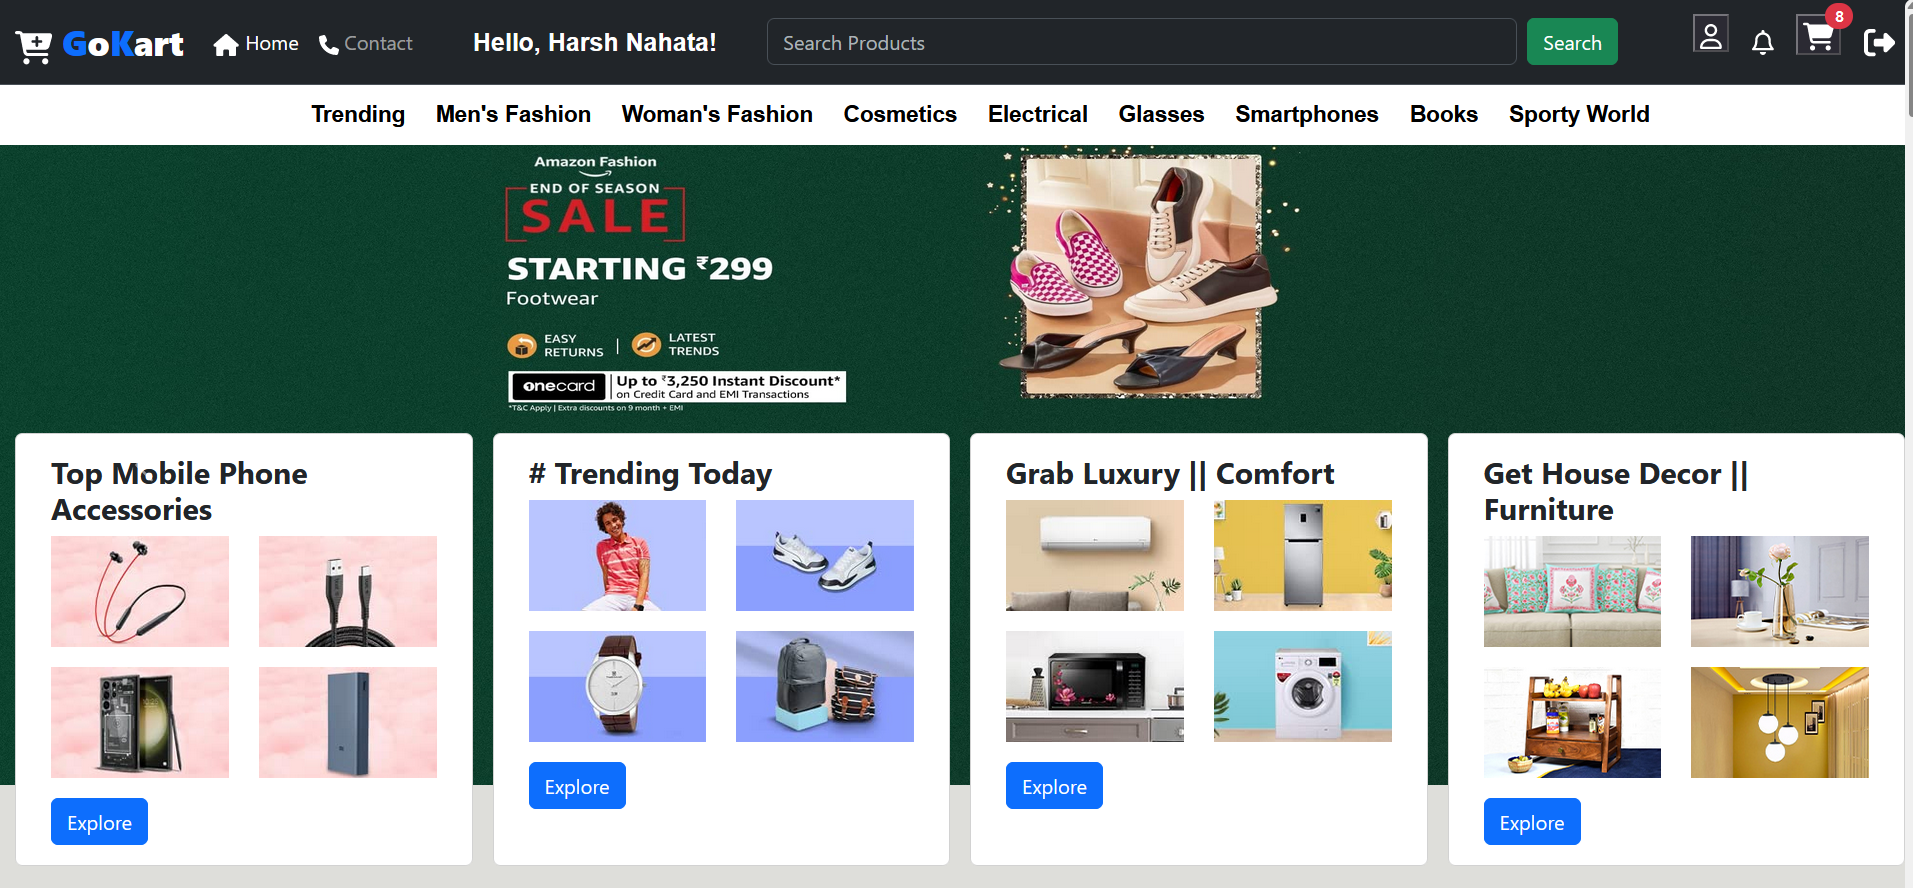 GoKart Home Contact Hello, Harsh Nahata! Search Products Search 8
Trending Men's Fashion Woman's Fashion Cosmetics Electrical Glasses Smartphones Books Sporty World
Amazon Fashion
END OF SEASON
SALE
STARTING ₹299
Footwear
EASY RETURNS | LATEST TRENDS
onecard Up to ₹3,250 Instant Discount*
on Credit Card and EMI Transactions
*T&C Apply | Extra discounts on 9 month + EMI
Top Mobile Phone
Accessories
Explore
# Trending Today
Explore
Grab Luxury || Comfort
Explore
Get House Decor ||
Furniture
Explore